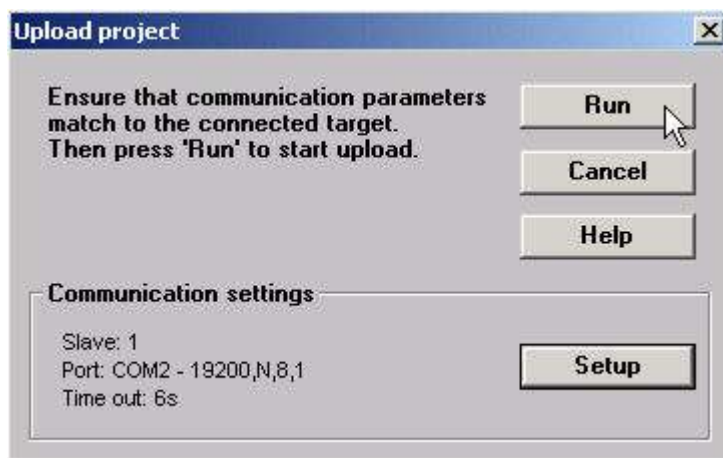 Upload project
Ensure that communication parameters
match to the connected target.
Then press 'Run' to start upload.
Run
Cancel
Help
Communication settings
Slave: 1
Port: COM2 - 19200,N,8,1
Time out: 6s
Setup